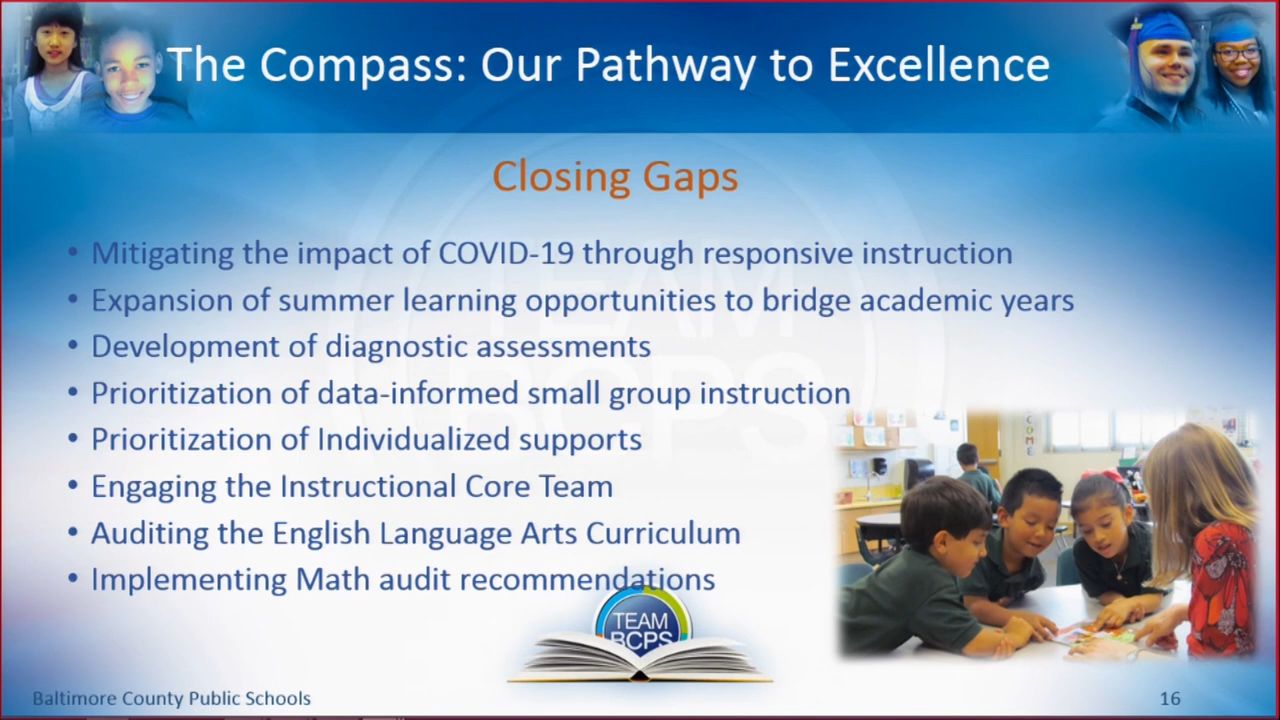 The Compass: Our Pathway to Excellence
Closing Gaps
• Mitigating the impact of COVID-19 through responsive instruction
• Expansion of summer learning opportunities to bridge academic years
• Development of diagnostic assessments
• Prioritization of data-informed small group instruction
• Prioritization of Individualized supports
• Engaging the Instructional Core Team
• Auditing the English Language Arts Curriculum
• Implementing Math audit recommendations
TEAM
BCPS
COME
TEAM
BCPS
Baltimore County Public Schools
16